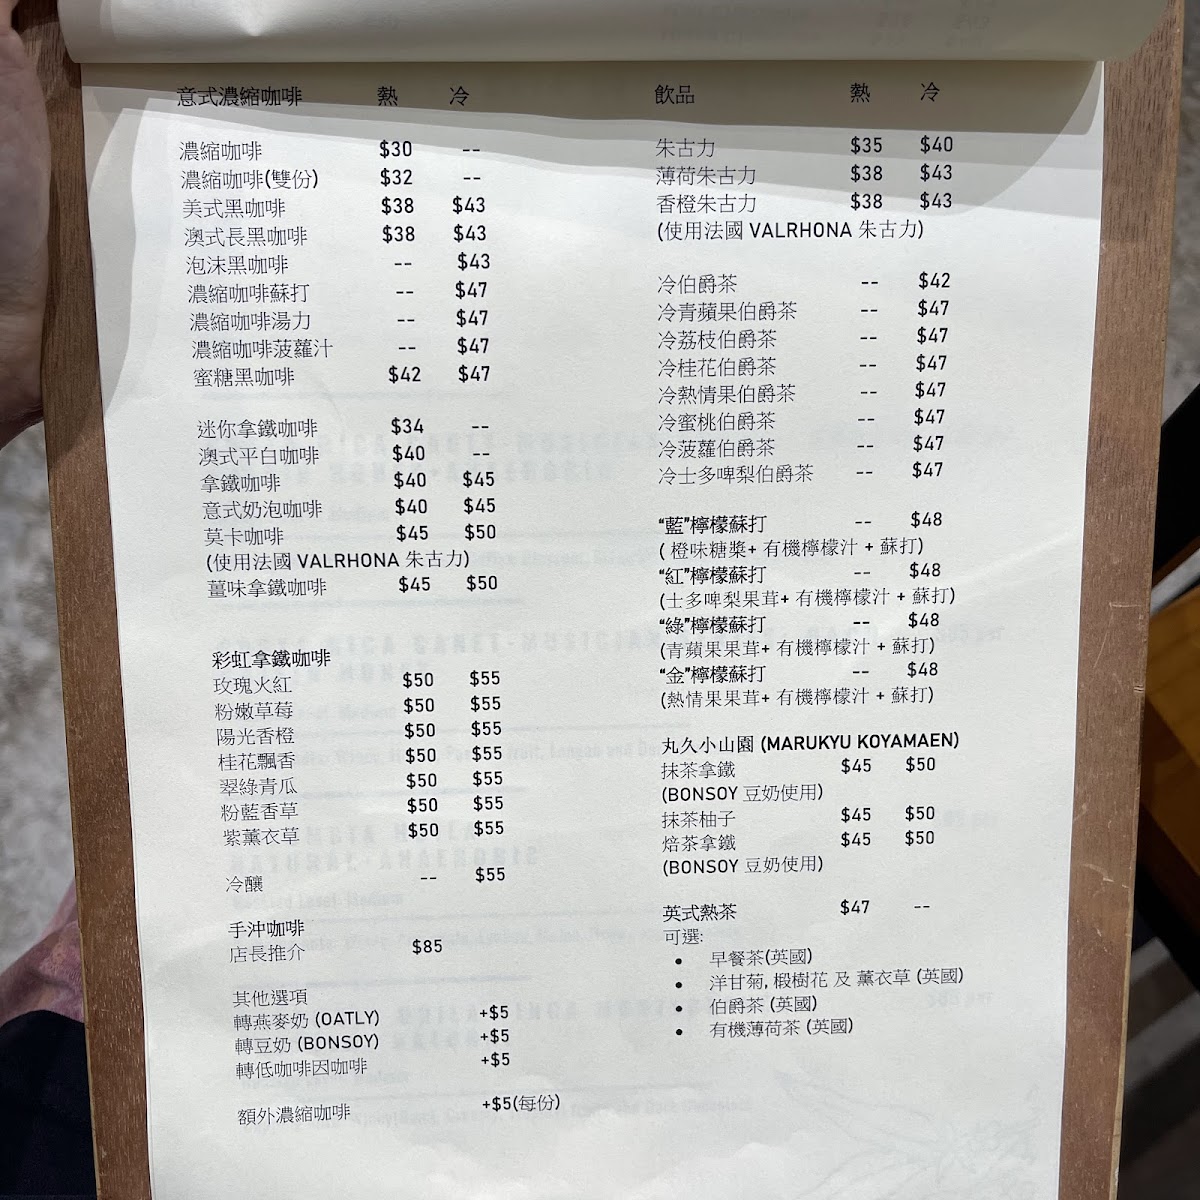 意式濃縮咖啡 熱 冷
濃縮咖啡 $30 --
濃縮咖啡(雙份) $32 --
美式黑咖啡 $38 $43
澳式長黑咖啡 $38 $43
泡沫黑咖啡 -- $43
濃縮咖啡蘇打 -- $47
濃縮咖啡湯力 -- $47
濃縮咖啡菠蘿汁 -- $47
蜜糖黑咖啡 $42 $47
迷你拿鐵咖啡 $34 --
澳式平白咖啡 $40 --
拿鐵咖啡 $40 $45
意式奶泡咖啡 $40 $45
莫卡咖啡 $45 $50
(使用法國 VALRHONA 朱古力)
薑味拿鐵咖啡 $45 $50
彩虹拿鐵咖啡
玫瑰火紅 $50 $55
粉嫩草莓 $50 $55
陽光香橙 $50 $55
桂花飄香 $50 $55
翠綠青瓜 $50 $55
粉藍香草 $50 $55
紫薰衣草 $50 $55
冷釀 -- $55
手沖咖啡
店長推介 $85
其他選項
轉燕麥奶 (OATLY) +$5
轉豆奶 (BONSOY) +$5
轉低咖啡因咖啡 +$5
額外濃縮咖啡 +$5(每份)
飲品 熱 冷
朱古力 $35 $40
薄荷朱古力 $38 $43
香橙朱古力 $38 $43
(使用法國 VALRHONA 朱古力)
冷伯爵茶 -- $42
冷青蘋果伯爵茶 -- $47
冷荔枝伯爵茶 -- $47
冷桂花伯爵茶 -- $47
冷熱情果伯爵茶 -- $47
冷蜜桃伯爵茶 -- $47
冷菠蘿伯爵茶 -- $47
冷士多啤梨伯爵茶 -- $47
“藍”檸檬蘇打 -- $48
( 橙味糖漿+ 有機檸檬汁 + 蘇打)
“紅”檸檬蘇打 -- $48
(士多啤梨果茸+ 有機檸檬汁 + 蘇打)
“綠”檸檬蘇打 -- $48
(青蘋果果茸+ 有機檸檬汁 + 蘇打)
“金”檸檬蘇打 -- $48
(熱情果果茸+ 有機檸檬汁 + 蘇打)
丸久小山園 (MARUKYU KOYAMAEN)
抹茶拿鐵 $45 $50
(BONSOY 豆奶使用)
抹茶柚子 $45 $50
焙茶拿鐵 $45 $50
(BONSOY 豆奶使用)
英式熱茶 $47 --
可選:
• 早餐茶(英國)
• 洋甘菊, 椴樹花 及 薰衣草 (英國)
• 伯爵茶 (英國)
• 有機薄荷茶 (英國)